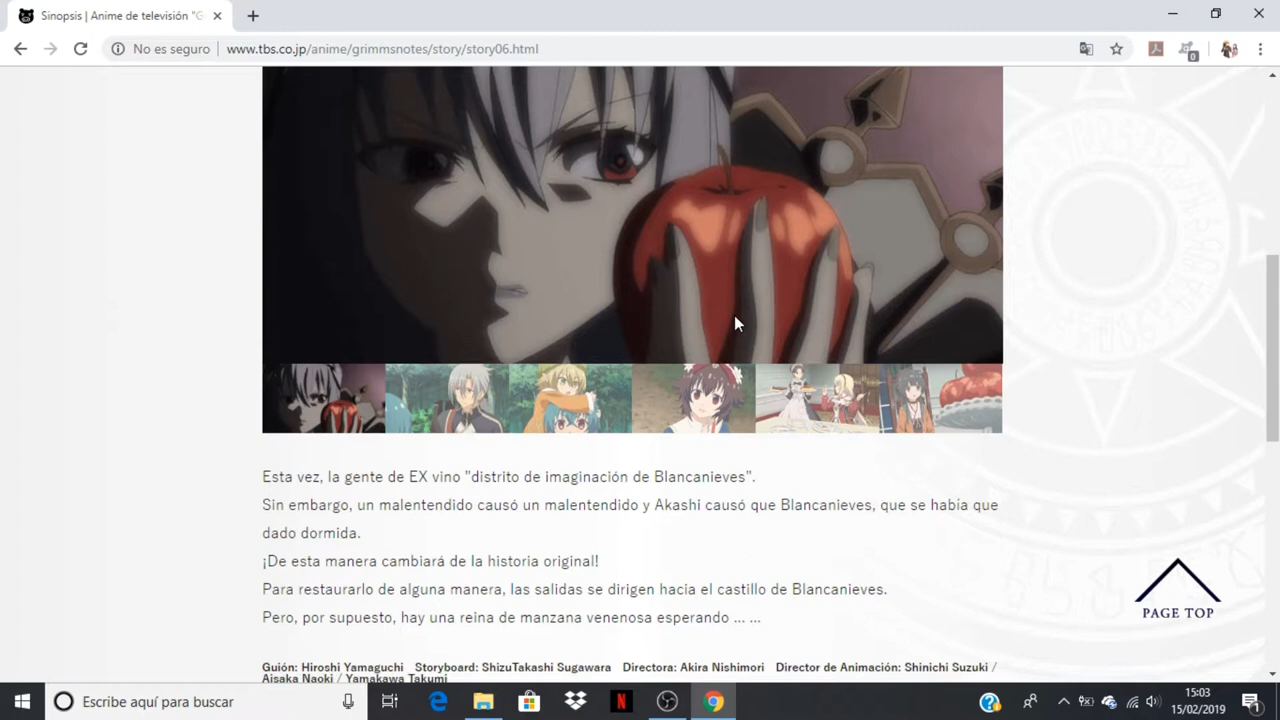 Sinopsis | Anime de televisión "G
No es seguro
www.tbs.co.jp/anime/grimmsnotes/story/story06.html
0
Esta vez, la gente de EX vino "distrito de imaginación de Blancanieves".
Sin embargo, un malentendido causó un malentendido y Akashi causó que Blancanieves, que se había que
dado dormida.
¡De esta manera cambiará de la historia original!
Para restaurarlo de alguna manera, las salidas se dirigen hacia el castillo de Blancanieves.
Pero, por supuesto, hay una reina de manzana venenosa esperando ... ...
PAGE TOP
Guión: Hiroshi Yamaguchi Storyboard: ShizuTakashi Sugawara Directora: Akira Nishimori Director de Animación: Shinichi Suzuki /
Aisaka Naoki / Yamakawa Takumi
Escribe aquí para buscar
15:03
15/02/2019
1